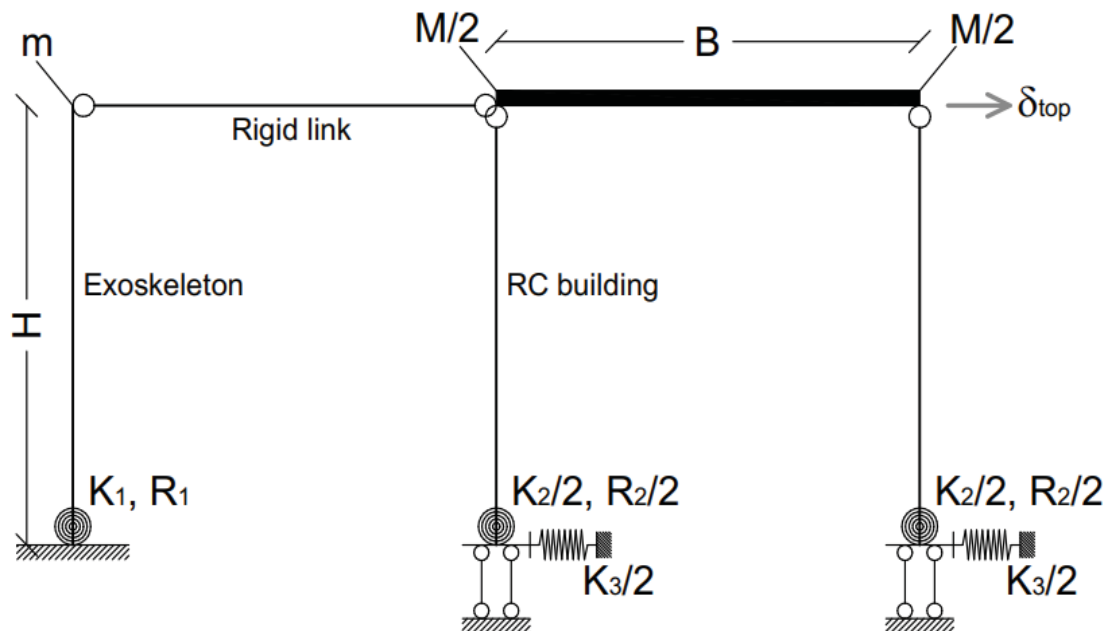 m
M/2
B
M/2
δtop
Rigid link
H
Exoskeleton
RC building
K1, R1
K2/2, R2/2
K2/2, R2/2
K3/2
K3/2